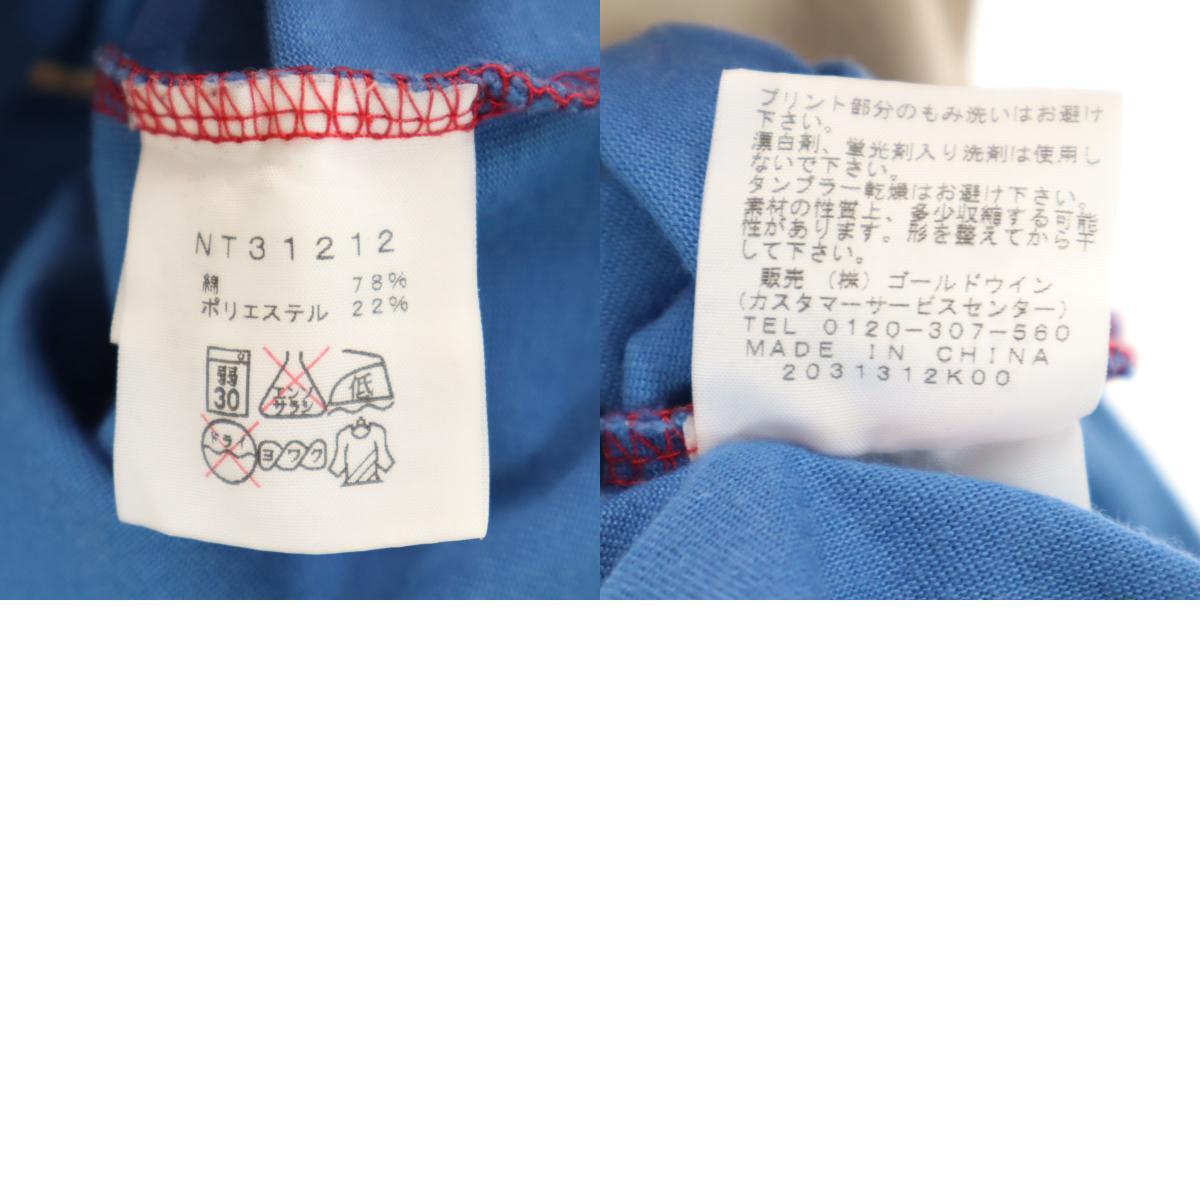 NT31212
綿 78%
ポリエステル 22%
弱
30
エンソ
サラシ
低
ドライ
ヨワク
プリント部分のもみ洗いはお避け
下さい。
漂白剤、蛍光剤入り洗剤は使用し
ないで下さい。
タンブラー乾燥はお避け下さい。
素材の性質上、多少収縮する可能
性があります。形を整えてから干
して下さい。
販売 (株) ゴールドウイン
(カスタマーサービスセンター)
TEL 0120-307-560
MADE IN CHINA
2031312K00